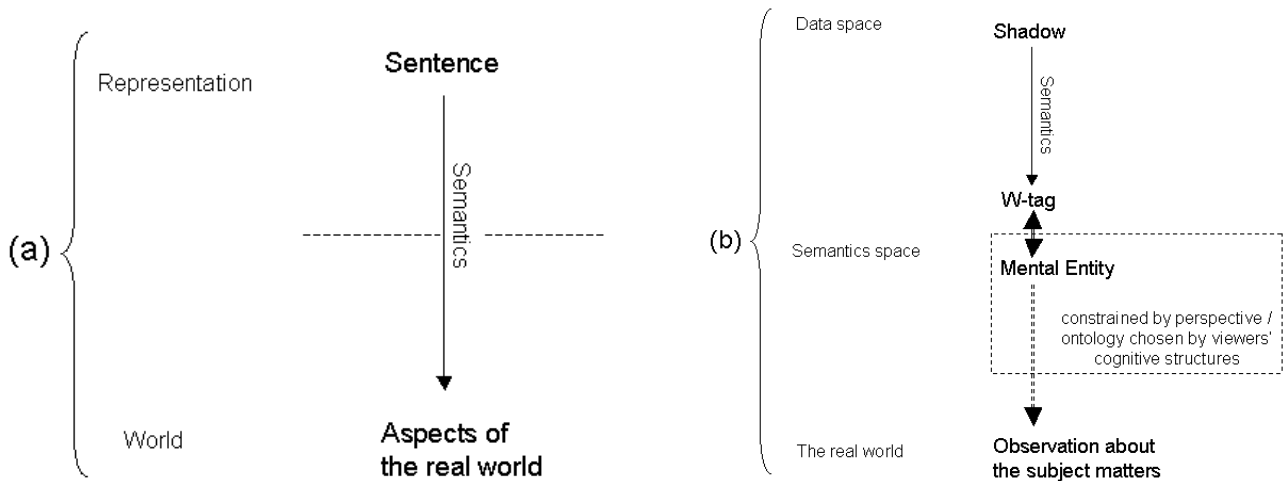 (a)
Representation
Sentence
Semantics
World
Aspects of
the real world
(b)
Data space
Shadow
Semantics
W-tag
Semantics space
Mental Entity
constrained by perspective /
ontology chosen by viewers'
cognitive structures
The real world
Observation about
the subject matters